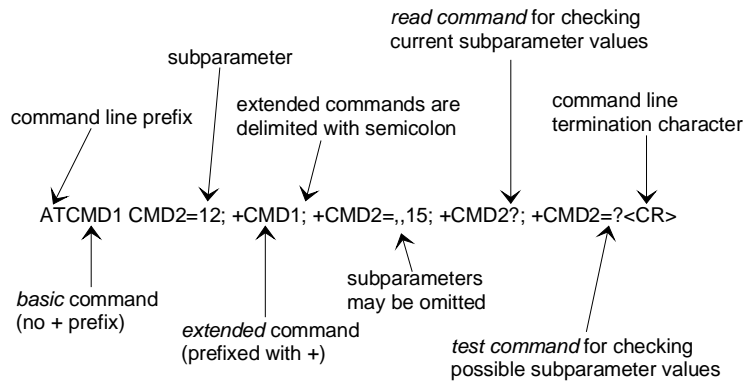 read command for checking
current subparameter values
subparameter
extended commands are
delimited with semicolon
command line
termination character
command line prefix
ATCMD1 CMD2=12; +CMD1; +CMD2=,,15; +CMD2?; +CMD2=?<CR>
basic command
(no + prefix)
extended command
(prefixed with +)
subparameters
may be omitted
test command for checking
possible subparameter values